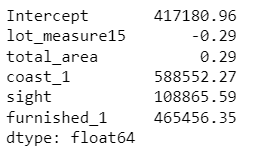 Intercept 417180.96
lot_measure15 -0.29
total_area 0.29
coast_1 588552.27
sight 108865.59
furnished_1 465456.35
dtype: float64